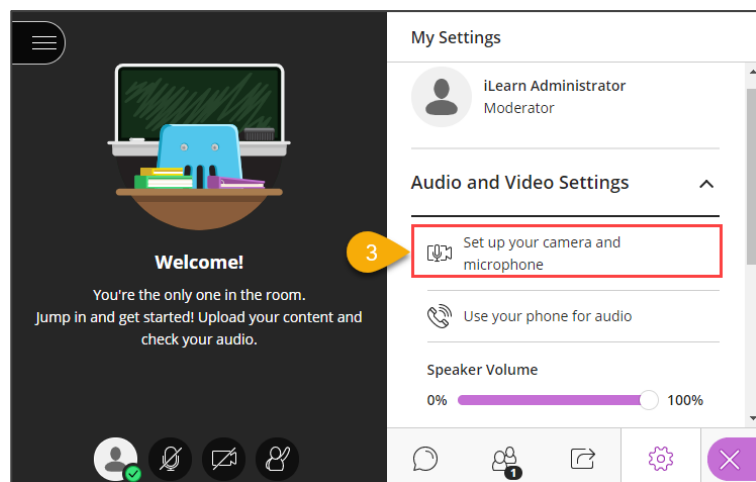 My Settings
iLearn Administrator
Moderator
Audio and Video Settings
3
Set up your camera and
microphone
Use your phone for audio
Speaker Volume
0% 100%
Welcome!
You're the only one in the room.
Jump in and get started! Upload your content and
check your audio.
1